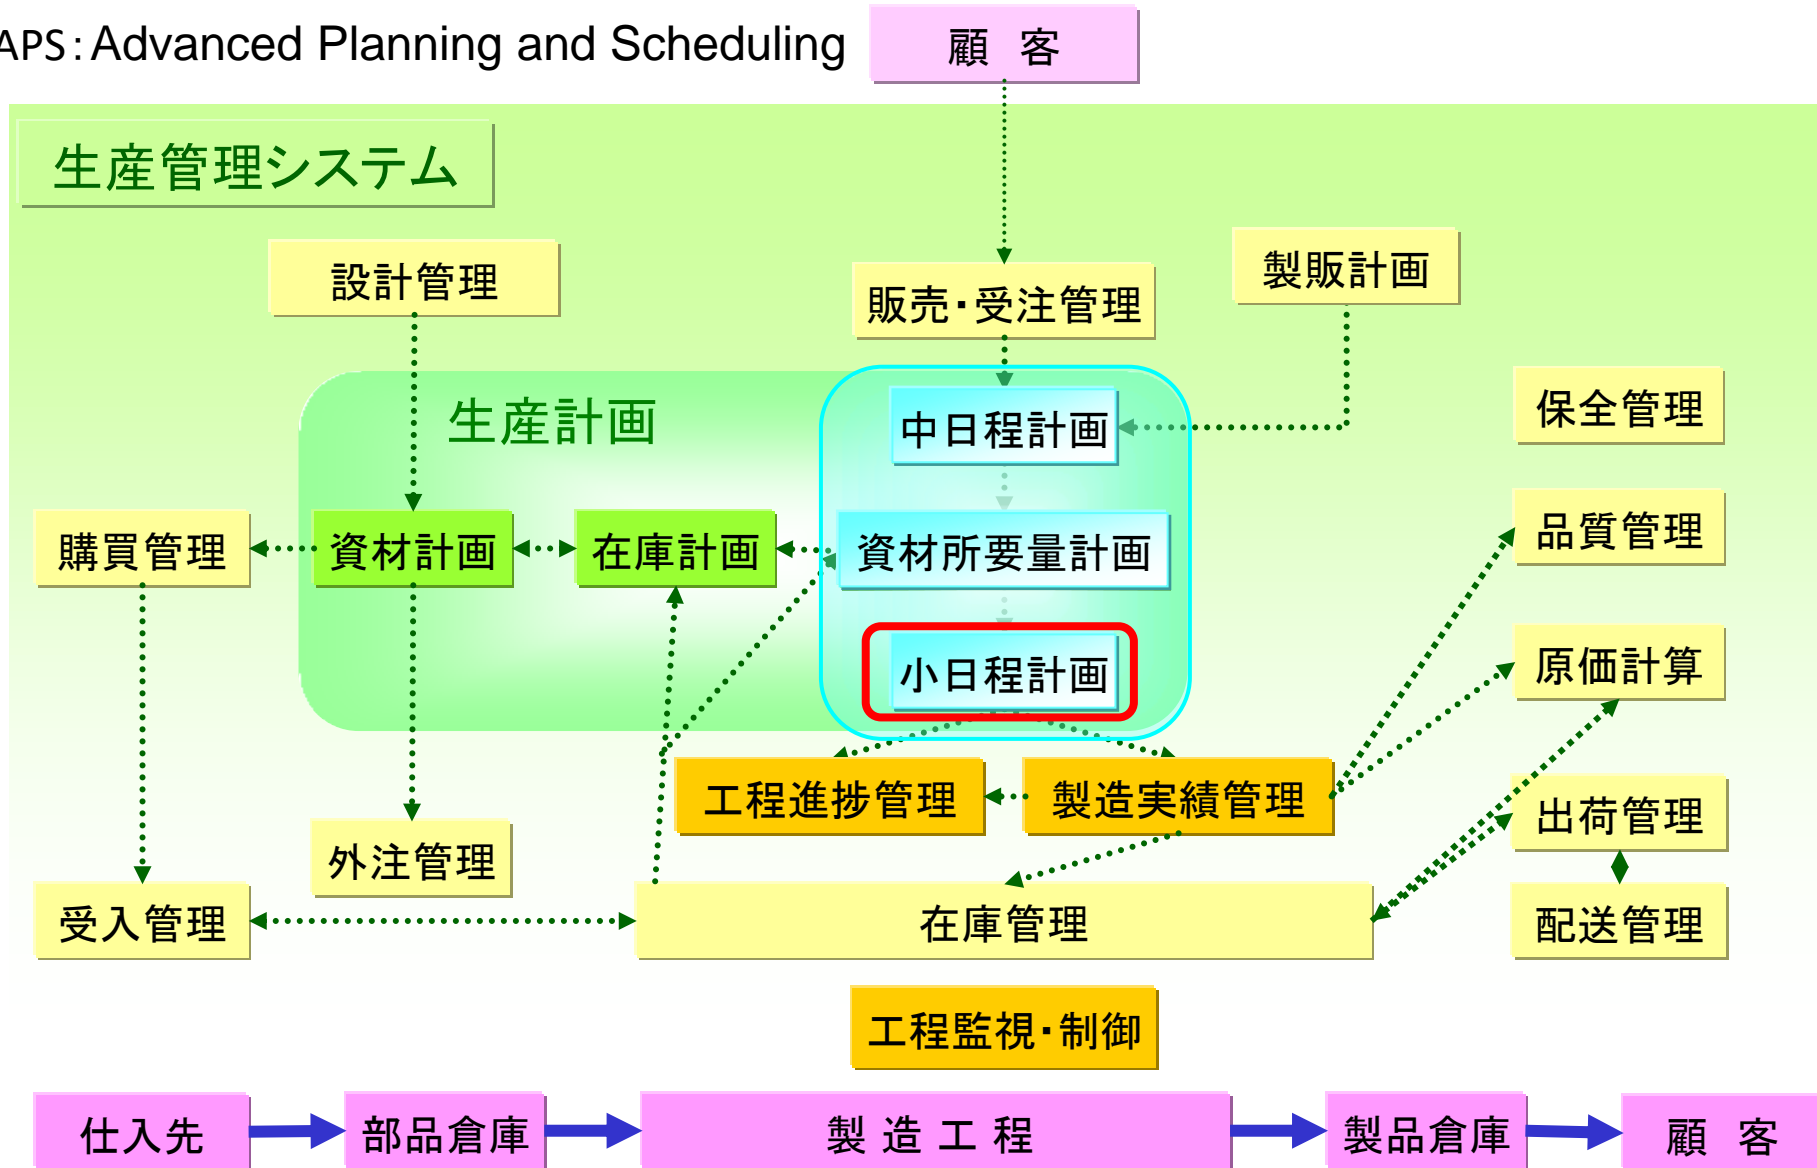 APS：Advanced Planning and Scheduling
顧 客
生産管理システム
設計管理
販売・受注管理
製販計画
生産計画
中日程計画
保全管理
購買管理
資材計画
在庫計画
資材所要量計画
品質管理
小日程計画
原価計算
工程進捗管理
製造実績管理
出荷管理
外注管理
受入管理
在庫管理
配送管理
工程監視・制御
仕入先
部品倉庫
製 造 工 程
製品倉庫
顧 客